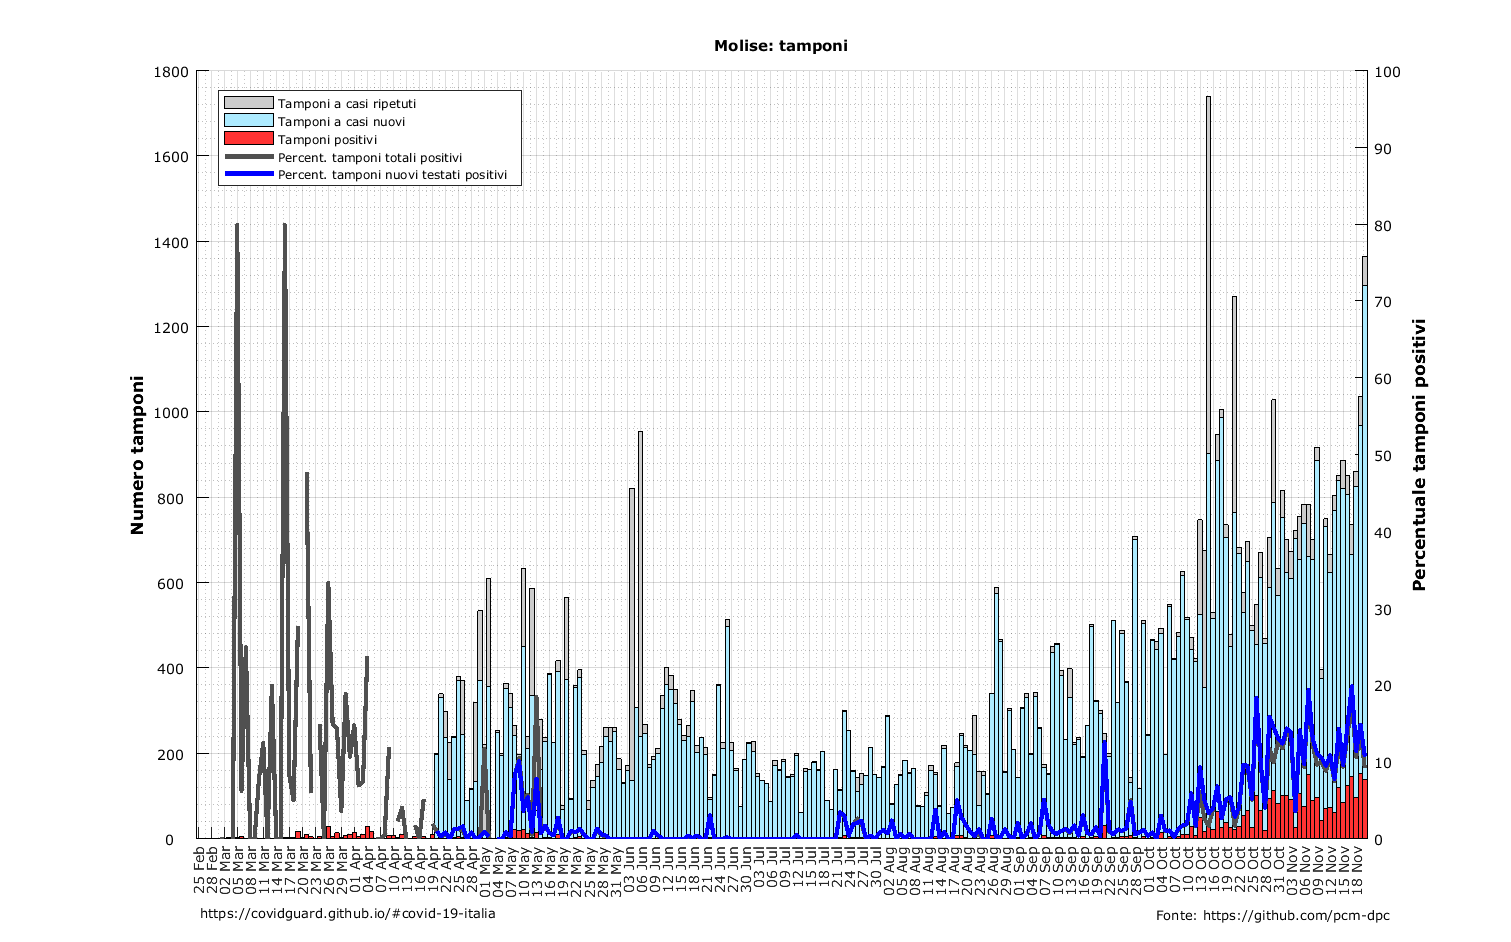 Molise: tamponi
Tamponi a casi ripetuti
Tamponi a casi nuovi
Tamponi positivi
Percent. tamponi totali positivi
Percent. tamponi nuovi testati positivi
Numero tamponi
1800
1600
1400
1200
1000
800
600
400
200
0
100
90
80
70
60
50
40
30
20
10
0
Percentuale tamponi positivi
25 Feb
28 Feb
02 Mar
05 Mar
08 Mar
11 Mar
14 Mar
17 Mar
20 Mar
23 Mar
26 Mar
29 Mar
01 Apr
04 Apr
07 Apr
10 Apr
13 Apr
16 Apr
19 Apr
22 Apr
25 Apr
28 Apr
01 May
04 May
07 May
10 May
13 May
16 May
19 May
22 May
25 May
28 May
31 May
03 Jun
06 Jun
09 Jun
12 Jun
15 Jun
18 Jun
21 Jun
24 Jun
27 Jun
30 Jun
03 Jul
06 Jul
09 Jul
12 Jul
15 Jul
18 Jul
21 Jul
24 Jul
27 Jul
30 Jul
02 Aug
05 Aug
08 Aug
11 Aug
14 Aug
17 Aug
20 Aug
23 Aug
26 Aug
29 Aug
01 Sep
04 Sep
07 Sep
10 Sep
13 Sep
16 Sep
19 Sep
22 Sep
25 Sep
28 Sep
01 Oct
04 Oct
07 Oct
10 Oct
13 Oct
16 Oct
19 Oct
22 Oct
25 Oct
28 Oct
31 Oct
03 Nov
06 Nov
09 Nov
12 Nov
15 Nov
18 Nov
https://covidguard.github.io/#covid-19-italia
Fonte: https://github.com/pcm-dpc